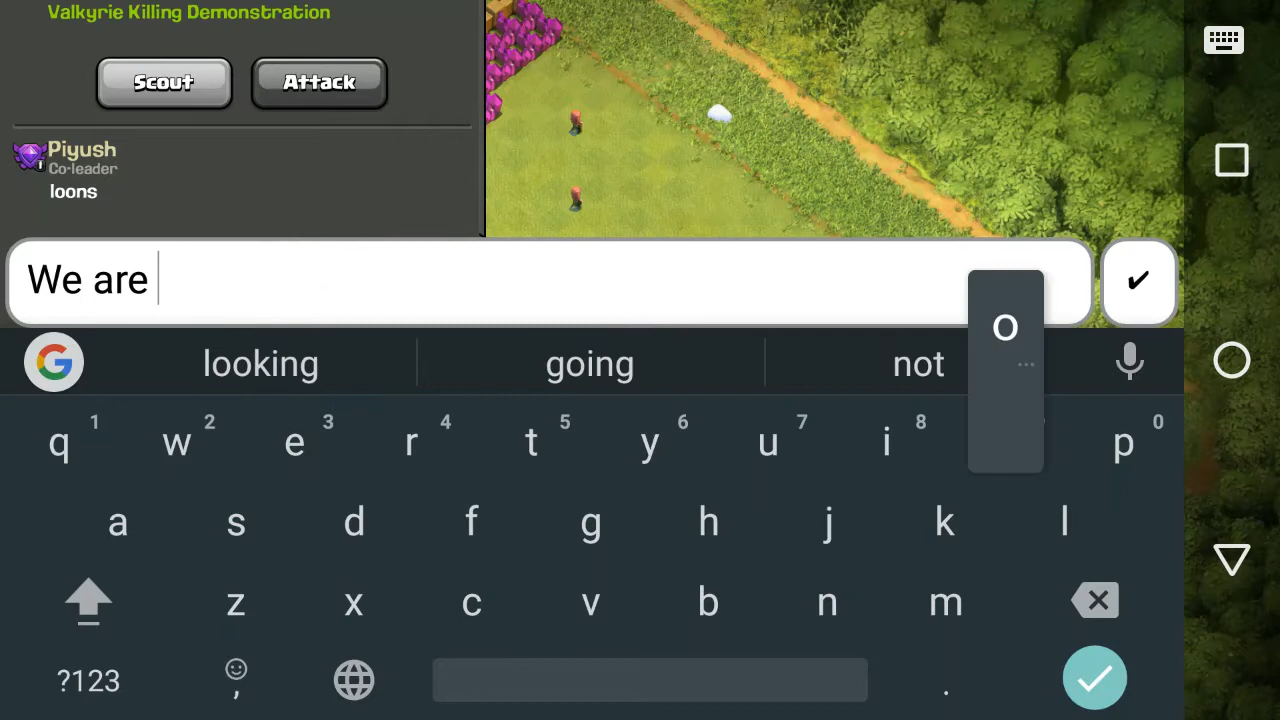 Valkyrie Killing Demonstration
Scout Attack
Piyush
Co-leader
loons
We are
✔
looking going not
o
...
1 2 3 4 5 6 7 8 0
q w e r t y u i p
a s d f g h j k l
z x c v b n m
?123 , .